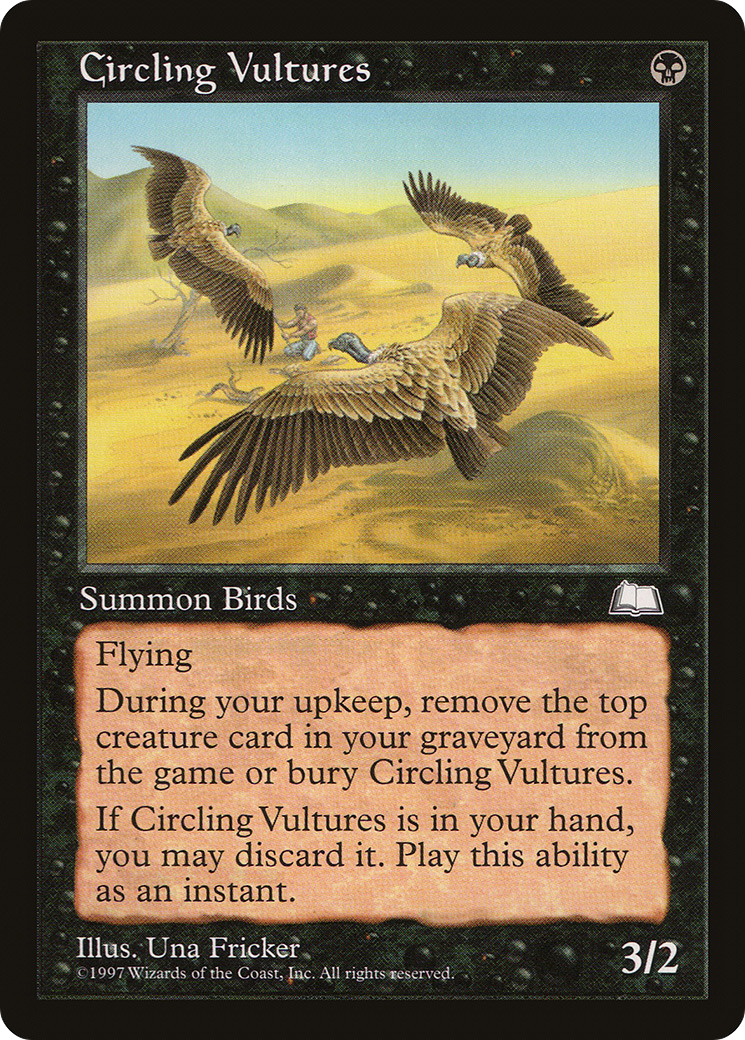 Circling Vultures
Summon Birds
Flying
During your upkeep, remove the top
creature card in your graveyard from
the game or bury Circling Vultures.
If Circling Vultures is in your hand,
you may discard it. Play this ability
as an instant.
Illus. Una Fricker
©1997 Wizards of the Coast, Inc. All rights reserved.
3/2